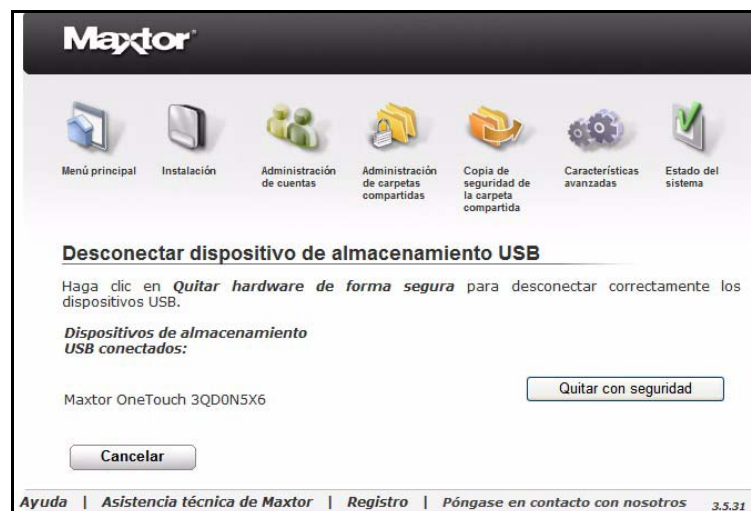 Maxtor
Menú principal
Instalación
Administración
de cuentas
Administración
de carpetas
compartidas
Copia de
seguridad de
la carpeta
compartida
Características
avanzadas
Estado del
sistema
Desconectar dispositivo de almacenamiento USB
Haga clic en Quitar hardware de forma segura para desconectar correctamente los
dispositivos USB.
Dispositivos de almacenamiento
USB conectados:
Maxtor OneTouch 3QD0N5X6
Quitar con seguridad
Cancelar
Ayuda | Asistencia técnica de Maxtor | Registro | Póngase en contacto con nosotros 3.5.31